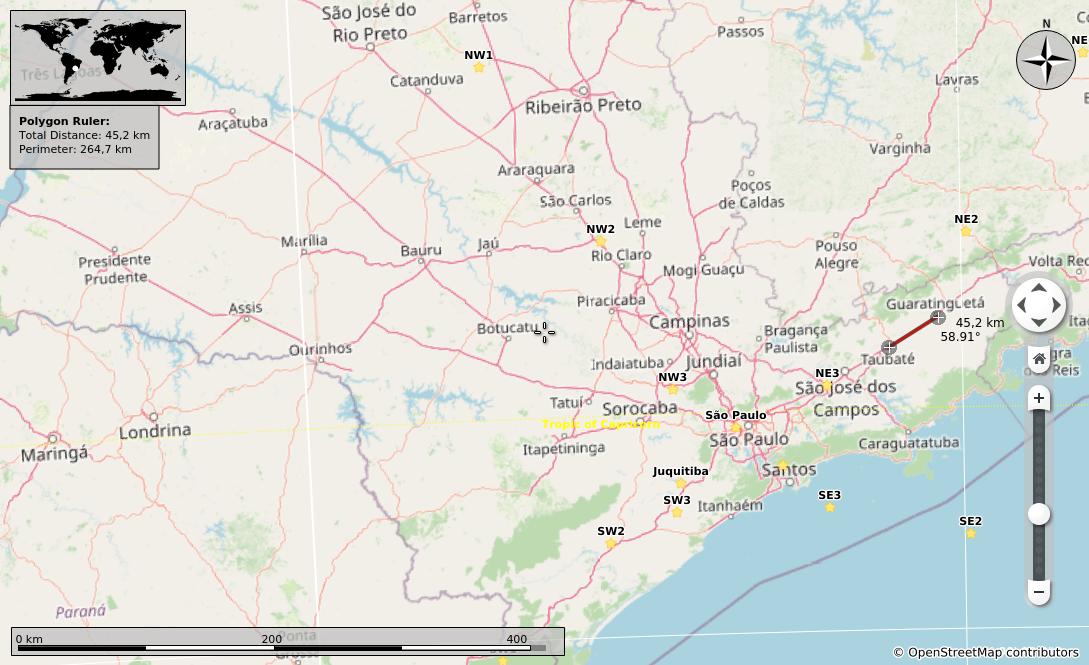 São José do
Rio Preto
Barretos
Passos
N
NE
NW1
Três Lagoas
Catanduva
Lavras
Ribeirão Preto
Polygon Ruler:
Total Distance: 45,2 km
Perimeter: 264,7 km
Araçatuba
Varginha
Araraquara
Poços
de Caldas
São Carlos
NE2
NW2
Leme
Marília
Bauru
Jaú
Rio Claro
Pouso
Alegre
Presidente
Prudente
Mogi Guaçu
Volta Red
Assis
Piracicaba
Guaratinguetá
Botucatu
Campinas
Bragança
Paulista
45,2 km
58.91°
Ourinhos
Indaiatuba
Jundiaí
Taubaté
gra
dos Reis
NW3
NE3
São José dos
Campos
Tatuí
Sorocaba
São Paulo
Londrina
Tropic of Capricorn
São Paulo
Caraguatatuba
Maringá
Itapetininga
Juquitiba
Santos
SW3
Itanhaém
SE3
SW2
SE2
Paraná
0 km
200
400
Ponta
Grossa
© OpenStreetMap contributors